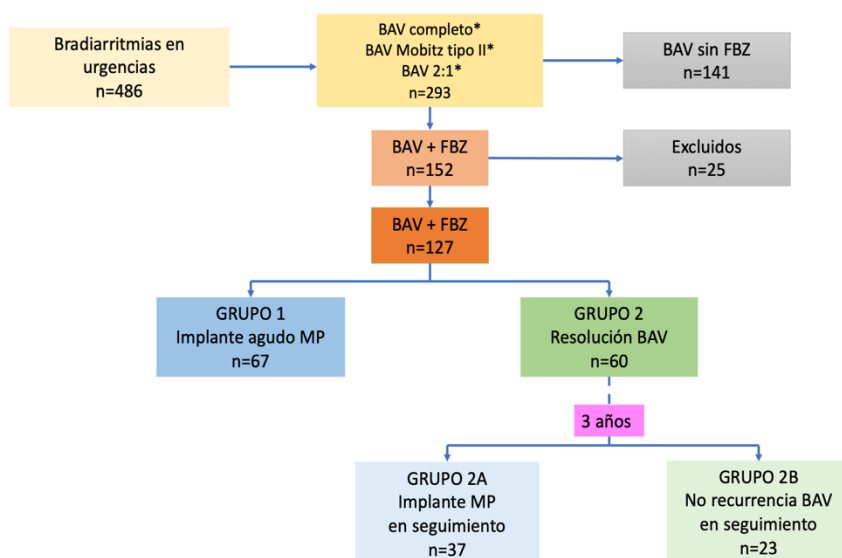 Bradiarritmias en
urgencias
n=486
BAV completo*
BAV Mobitz tipo II*
BAV 2:1*
n=293
BAV sin FBZ
n=141
BAV + FBZ
n=152
Excluidos
n=25
BAV + FBZ
n=127
GRUPO 1
Implante agudo MP
n=67
GRUPO 2
Resolución BAV
n=60
3 años
GRUPO 2A
Implante MP
en seguimiento
n=37
GRUPO 2B
No recurrencia BAV
en seguimiento
n=23